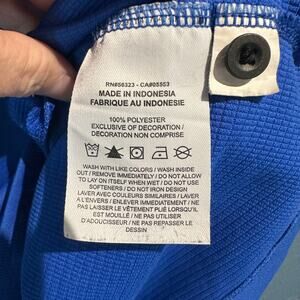 RN#56323 - CA#05553
MADE IN INDONESIA
FABRIQUE AU INDONESIE
100% POLYESTER
EXCLUSIVE OF DECORATION /
DECORATION NON COMPRISE
WASH WITH LIKE COLORS / WASH INSIDE
OUT / REMOVE IMMEDIATELY / DO NOT ALLOW
TO LAY ON ITSELF WHEN WET / DO NOT USE
SOFTENERS / DO NOT IRON DESIGN
LAVER AVEC COULEURS SIMILAIRES / LAVER
A L'ENVERS / ENLEVER IMMEDIATEMENT /
NE PAS LAISSER LE VÊTEMENT PLIÉ LORSQU'IL
EST MOUILLÉ / NE PAS UTILISER
D'ADOUCISSEUR / NE PAS REPASSER LE
DESSIN